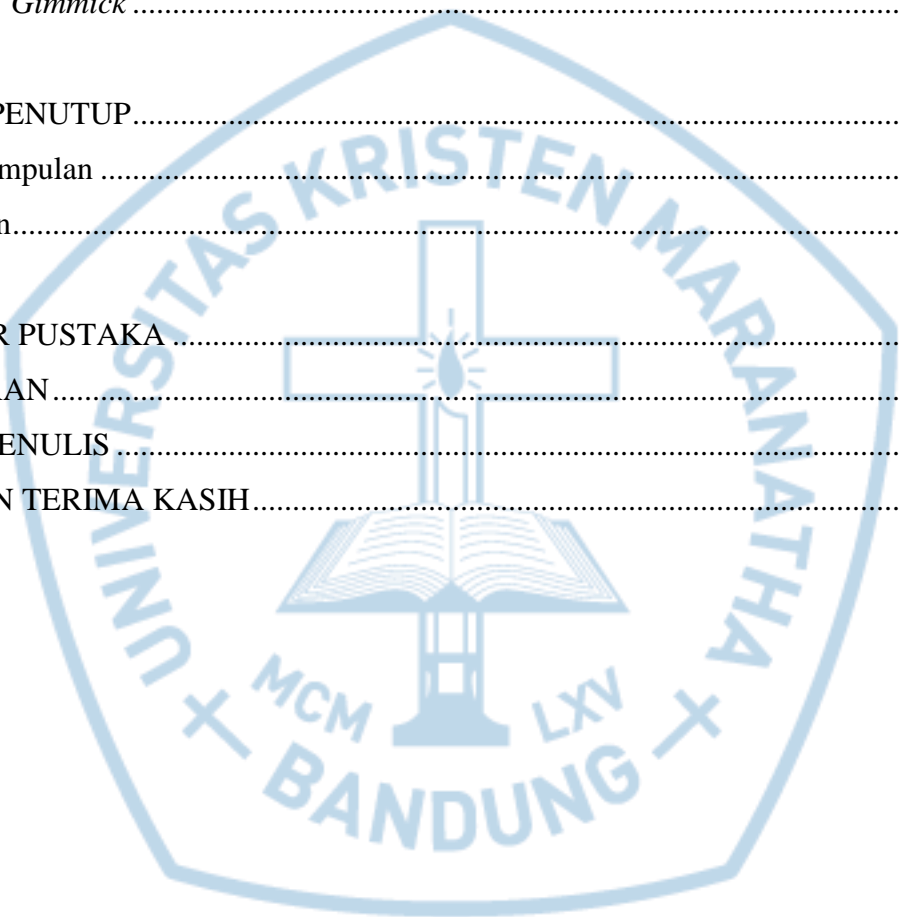 Gimmick ................................................................................
PENUTUP................................................................................
mpulan ................................................................................
n................................................................................
R PUSTAKA ................................................................................
AN................................................................................
ENULIS ................................................................................
N TERIMA KASIH................................................................................
UNIVERSITAS KRISTEN MARANATHA
MCM LXV
BANDUNG